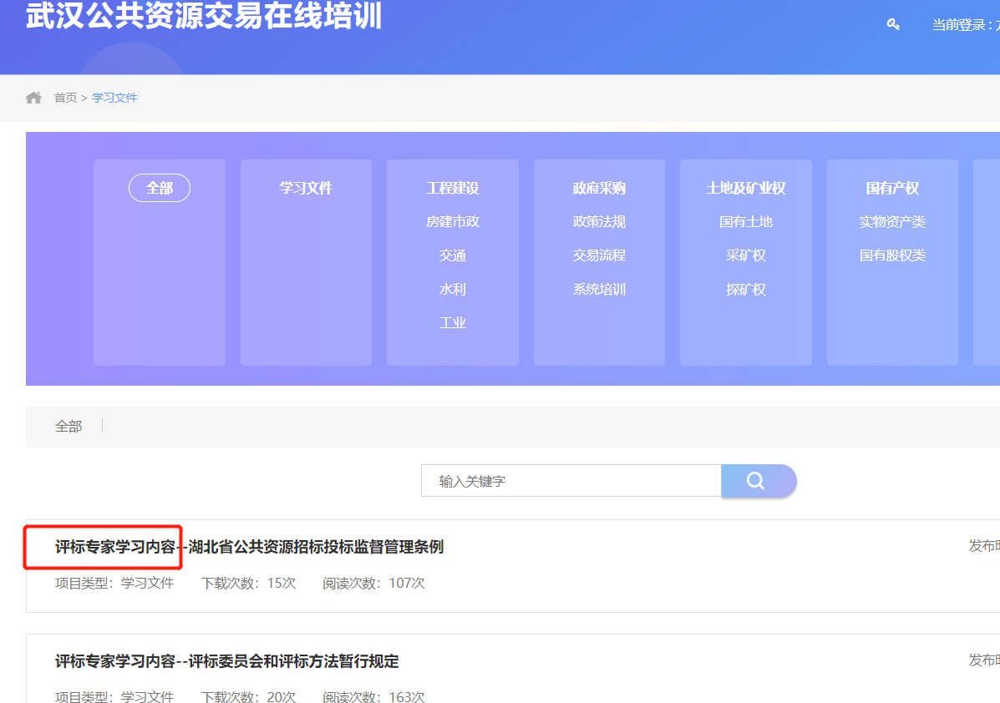 武汉公共资源交易在线培训
当前登录：
首页 > 学习文件
全部 学习文件 工程建设 政府采购 土地及矿业权 国有产权
房建市政 政策法规 国有土地 实物资产类
交通 交易流程 采矿权 国有股权类
水利 系统培训 探矿权
工业
全部
输入关键字
评标专家学习内容--湖北省公共资源招标投标监督管理条例
发布
项目类型：学习文件 下载次数：15次 阅读次数：107次
评标专家学习内容--评标委员会和评标方法暂行规定
发布
项目类型：学习文件 下载次数：20次 阅读次数：163次